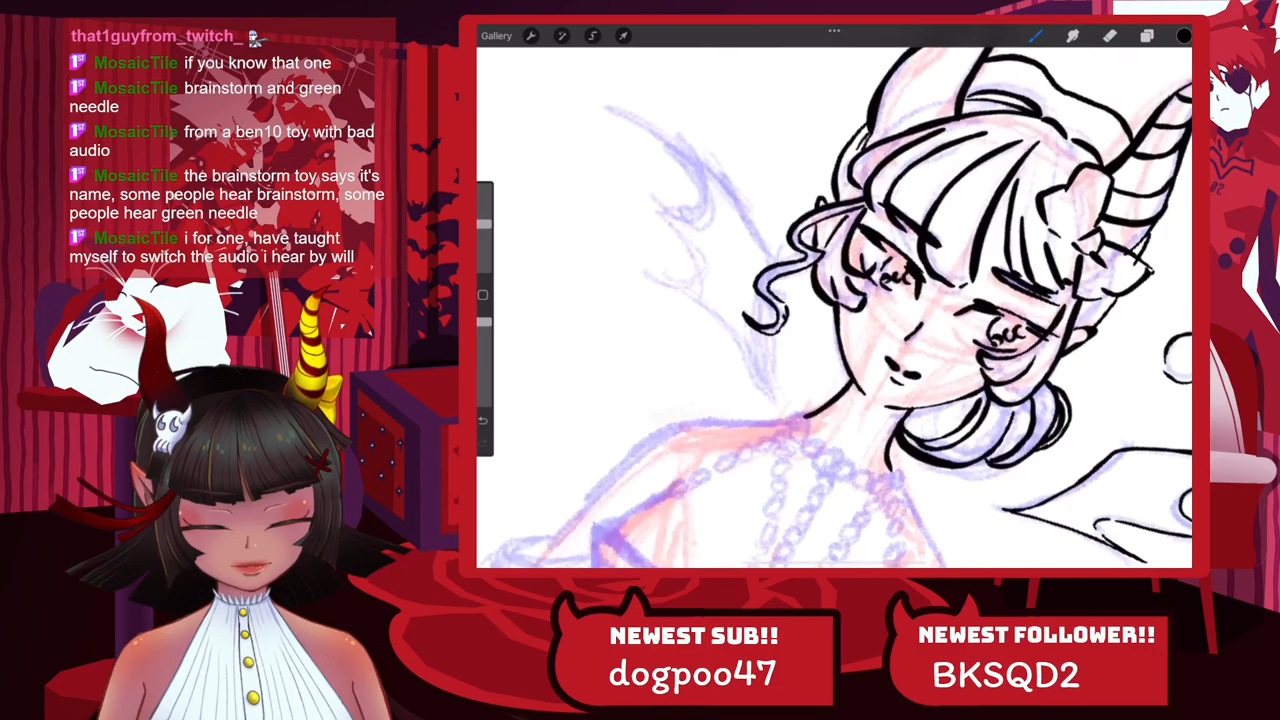 that1guyfrom_twitch_
MosaicTile if you know that one
MosaicTile brainstorm and green
needle
MosaicTile from a ben10 toy with bad
audio
MosaicTile the brainstorm toy says it's
name, some people hear brainstorm, some
people hear green needle
MosaicTile i for one, have taught
myself to switch the audio i hear by will
Gallery
NEWEST SUB!!
dogpoo47
NEWEST FOLLOWER!!
BKSQD2